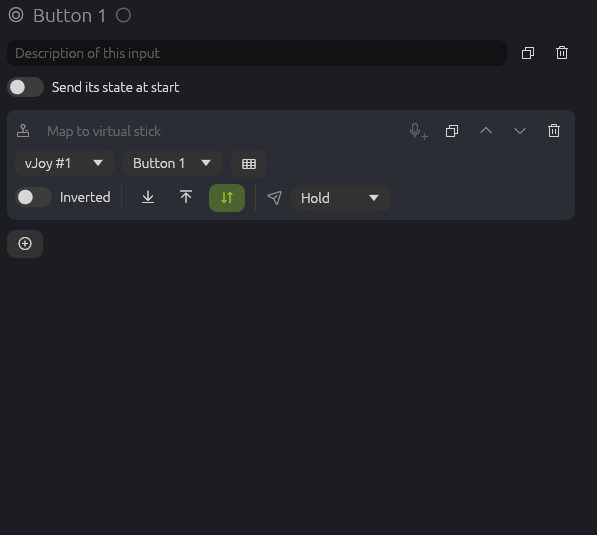 Button 1
Description of this input
Send its state at start
Map to virtual stick
vJoy #1 Button 1
Inverted Hold